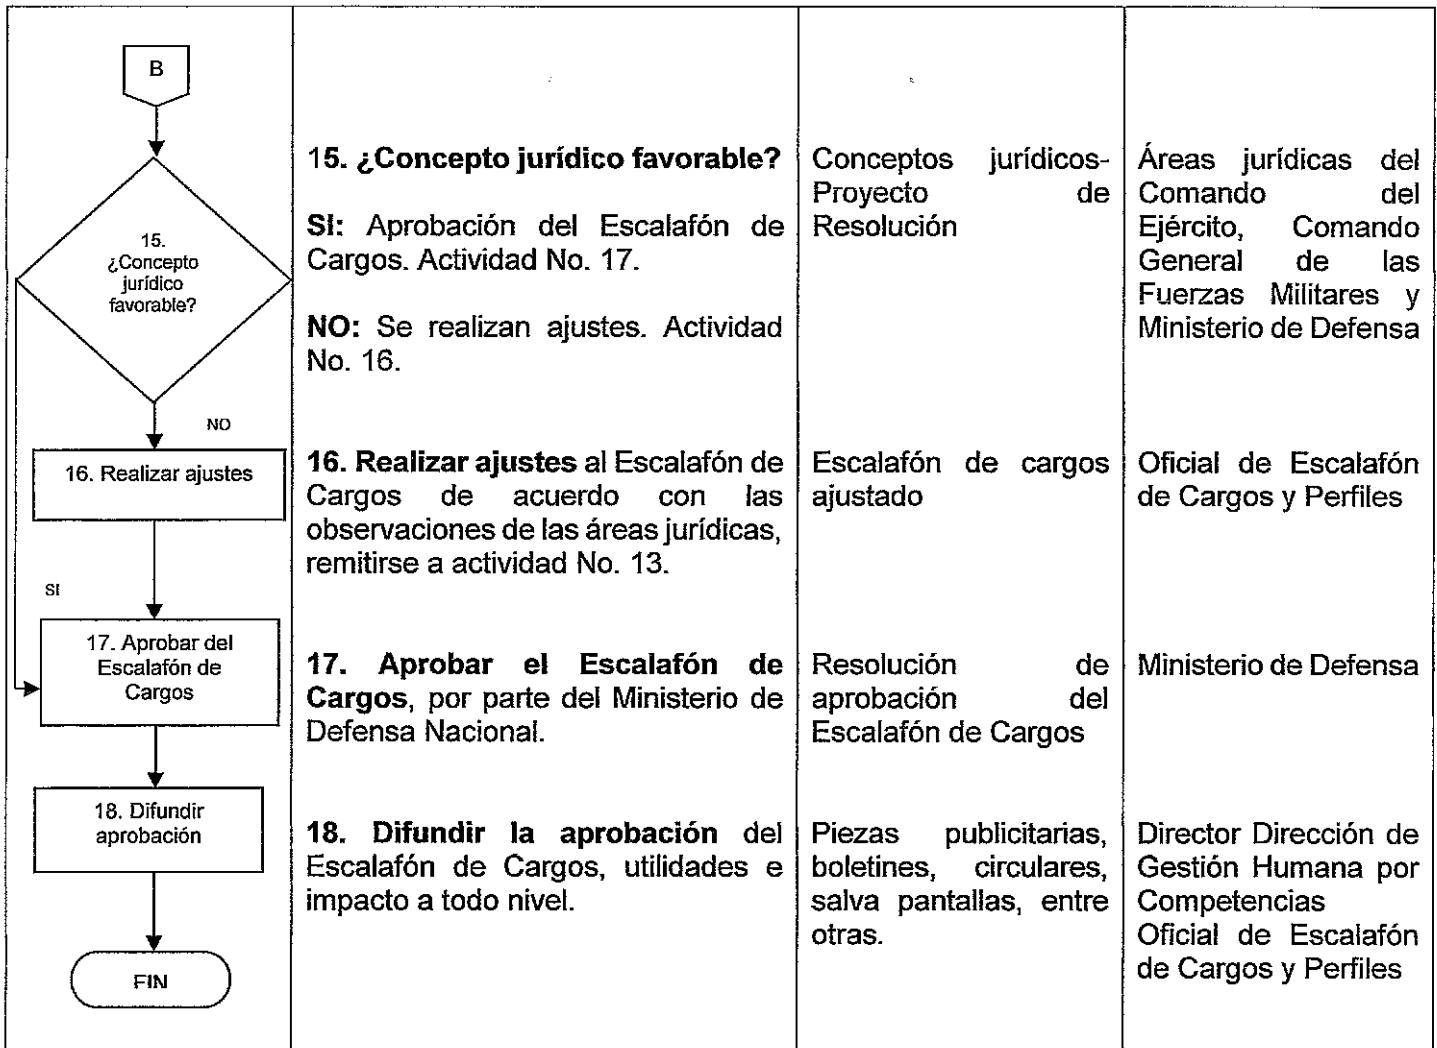 B
15.
¿Concepto
jurídico
favorable?
15. ¿Concepto jurídico favorable?
SI: Aprobación del Escalafón de
Cargos. Actividad No. 17.
NO: Se realizan ajustes. Actividad
No. 16.
Conceptos jurídicos-
Proyecto de
Resolución
Áreas jurídicas del
Comando del
Ejército, Comando
General de las
Fuerzas Militares y
Ministerio de Defensa
NO
16. Realizar ajustes
16. Realizar ajustes al Escalafón de
Cargos de acuerdo con las
observaciones de las áreas jurídicas,
remitirse a actividad No. 13.
Escalafón de cargos
ajustado
Oficial de Escalafón
de Cargos y Perfiles
SI
17. Aprobar del
Escalafón de
Cargos
17. Aprobar el Escalafón de
Cargos, por parte del Ministerio de
Defensa Nacional.
Resolución de
aprobación del
Escalafón de Cargos
Ministerio de Defensa
18. Difundir
aprobación
18. Difundir la aprobación del
Escalafón de Cargos, utilidades e
impacto a todo nivel.
Piezas publicitarias,
boletines, circulares,
salva pantallas, entre
otras.
Director Dirección de
Gestión Humana por
Competencias
Oficial de Escalafón
de Cargos y Perfiles
FIN